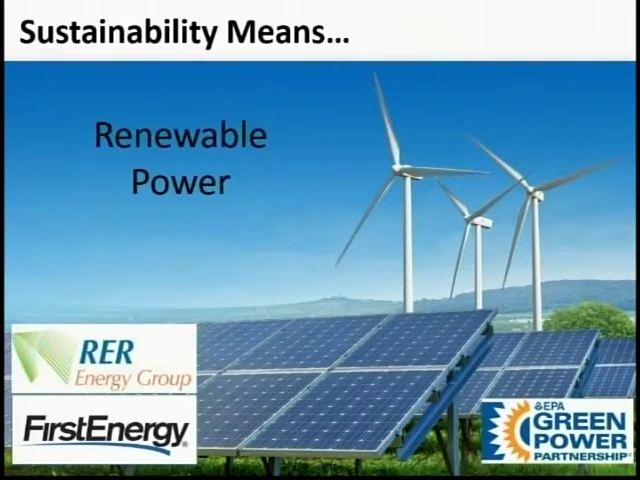 Sustainability Means...
Renewable
Power
RER
Energy Group
FirstEnergy®
EPA
GREEN
POWER
PARTNERSHIP®